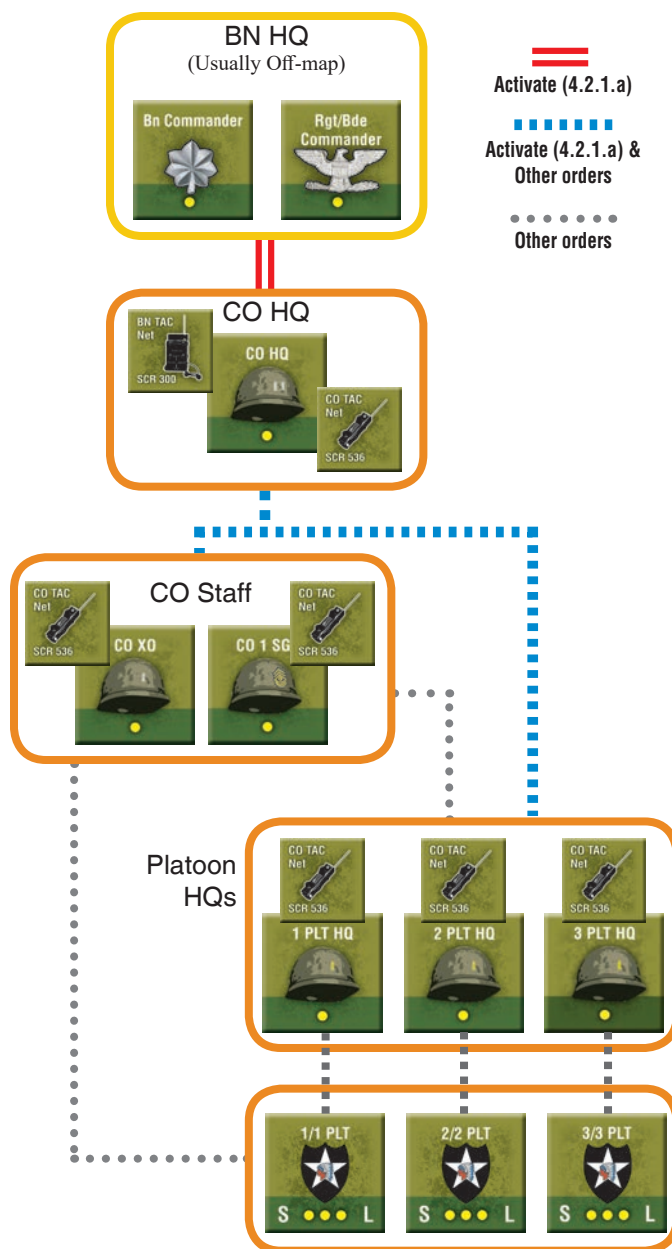 BN HQ
(Usually Off-map)
Bn Commander
Rgt/Bde
Commander
Activate (4.2.1.a)
Activate (4.2.1.a) &
Other orders
Other orders
CO HQ
BN TAC
Net
SCR 300
CO HQ
CO TAC
Net
SCR 536
CO Staff
CO TAC
Net
SCR 536
CO XO
CO 1 SG
CO TAC
Net
SCR 536
Platoon
HQs
CO TAC
Net
SCR 536
1 PLT HQ
CO TAC
Net
SCR 536
2 PLT HQ
CO TAC
Net
SCR 536
3 PLT HQ
1/1 PLT
S L
2/2 PLT
S L
3/3 PLT
S L